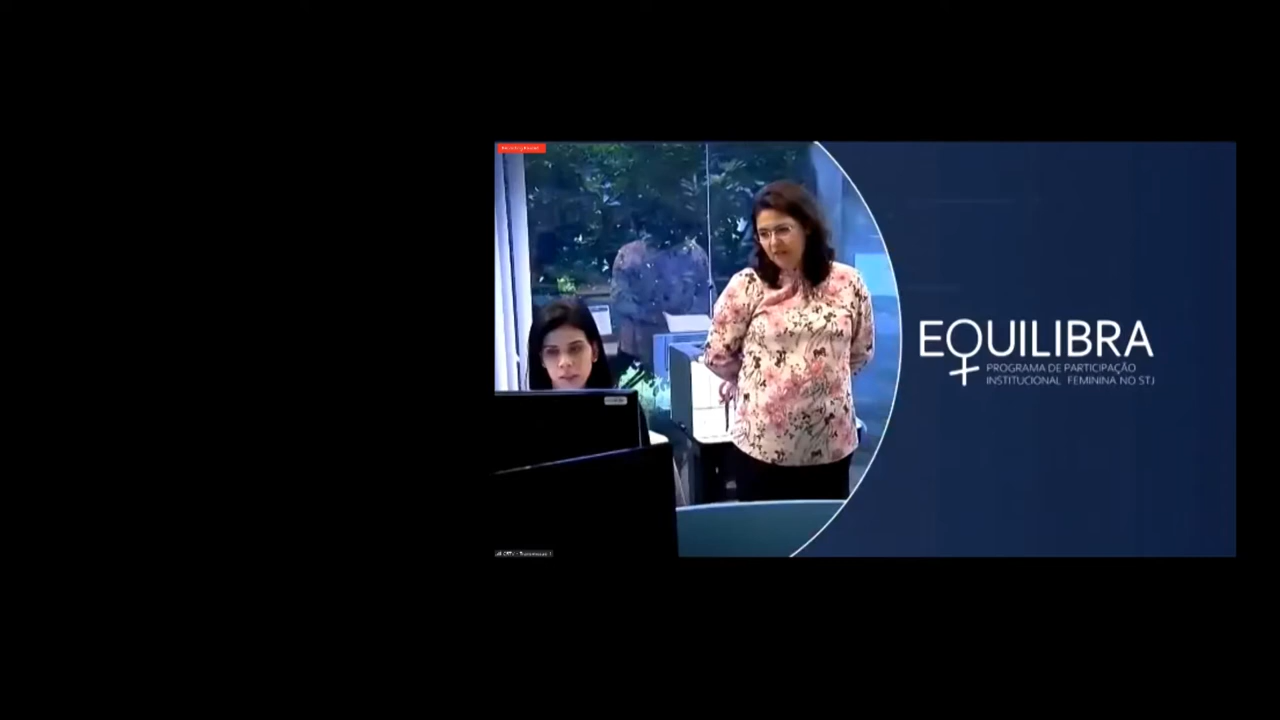 EQUILIBRA
PROGRAMA DE PARTICIPAÇÃO
INSTITUCIONAL FEMININA NO STJ